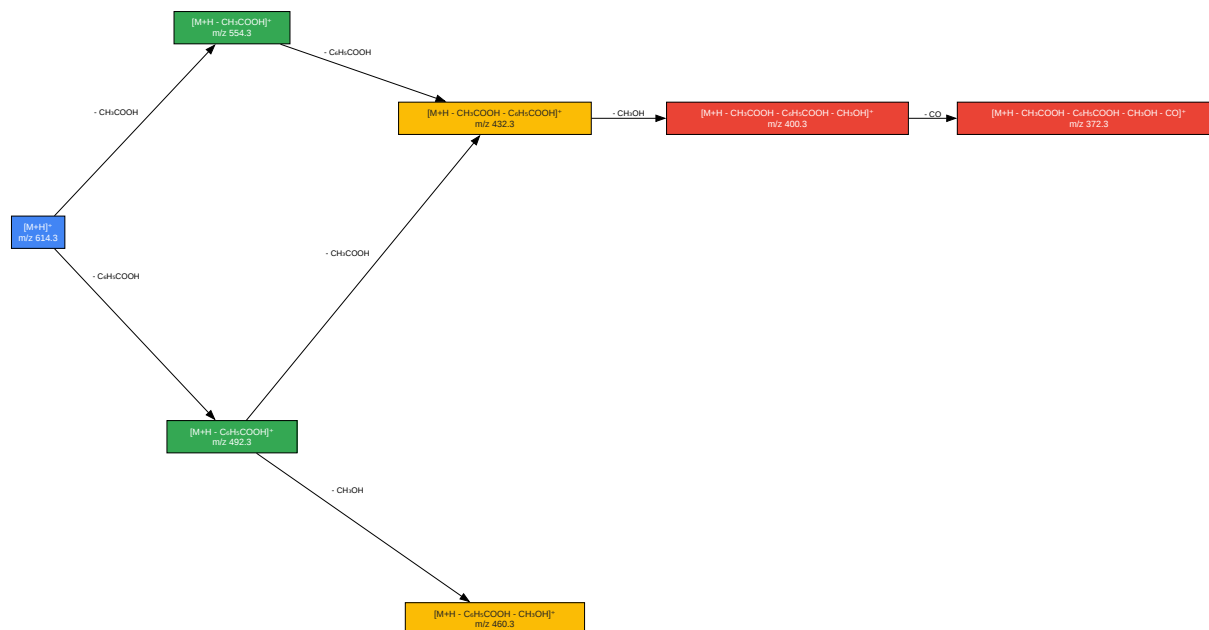 [M+H - CH₃COOH]⁺
m/z 554.3
- C₆H₅COOH
[M+H - CH₃COOH - C₆H₅COOH]⁺
m/z 432.3
- CH₃OH
[M+H - CH₃COOH - C₆H₅COOH - CH₃OH]⁺
m/z 400.3
- CO
[M+H - CH₃COOH - C₆H₅COOH - CH₃OH - CO]⁺
m/z 372.3
- CH₃COOH
[M+H]⁺
m/z 614.3
- CH₃COOH
- C₆H₅COOH
[M+H - C₆H₅COOH]⁺
m/z 492.3
- CH₃OH
[M+H - C₆H₅COOH - CH₃OH]⁺
m/z 460.3